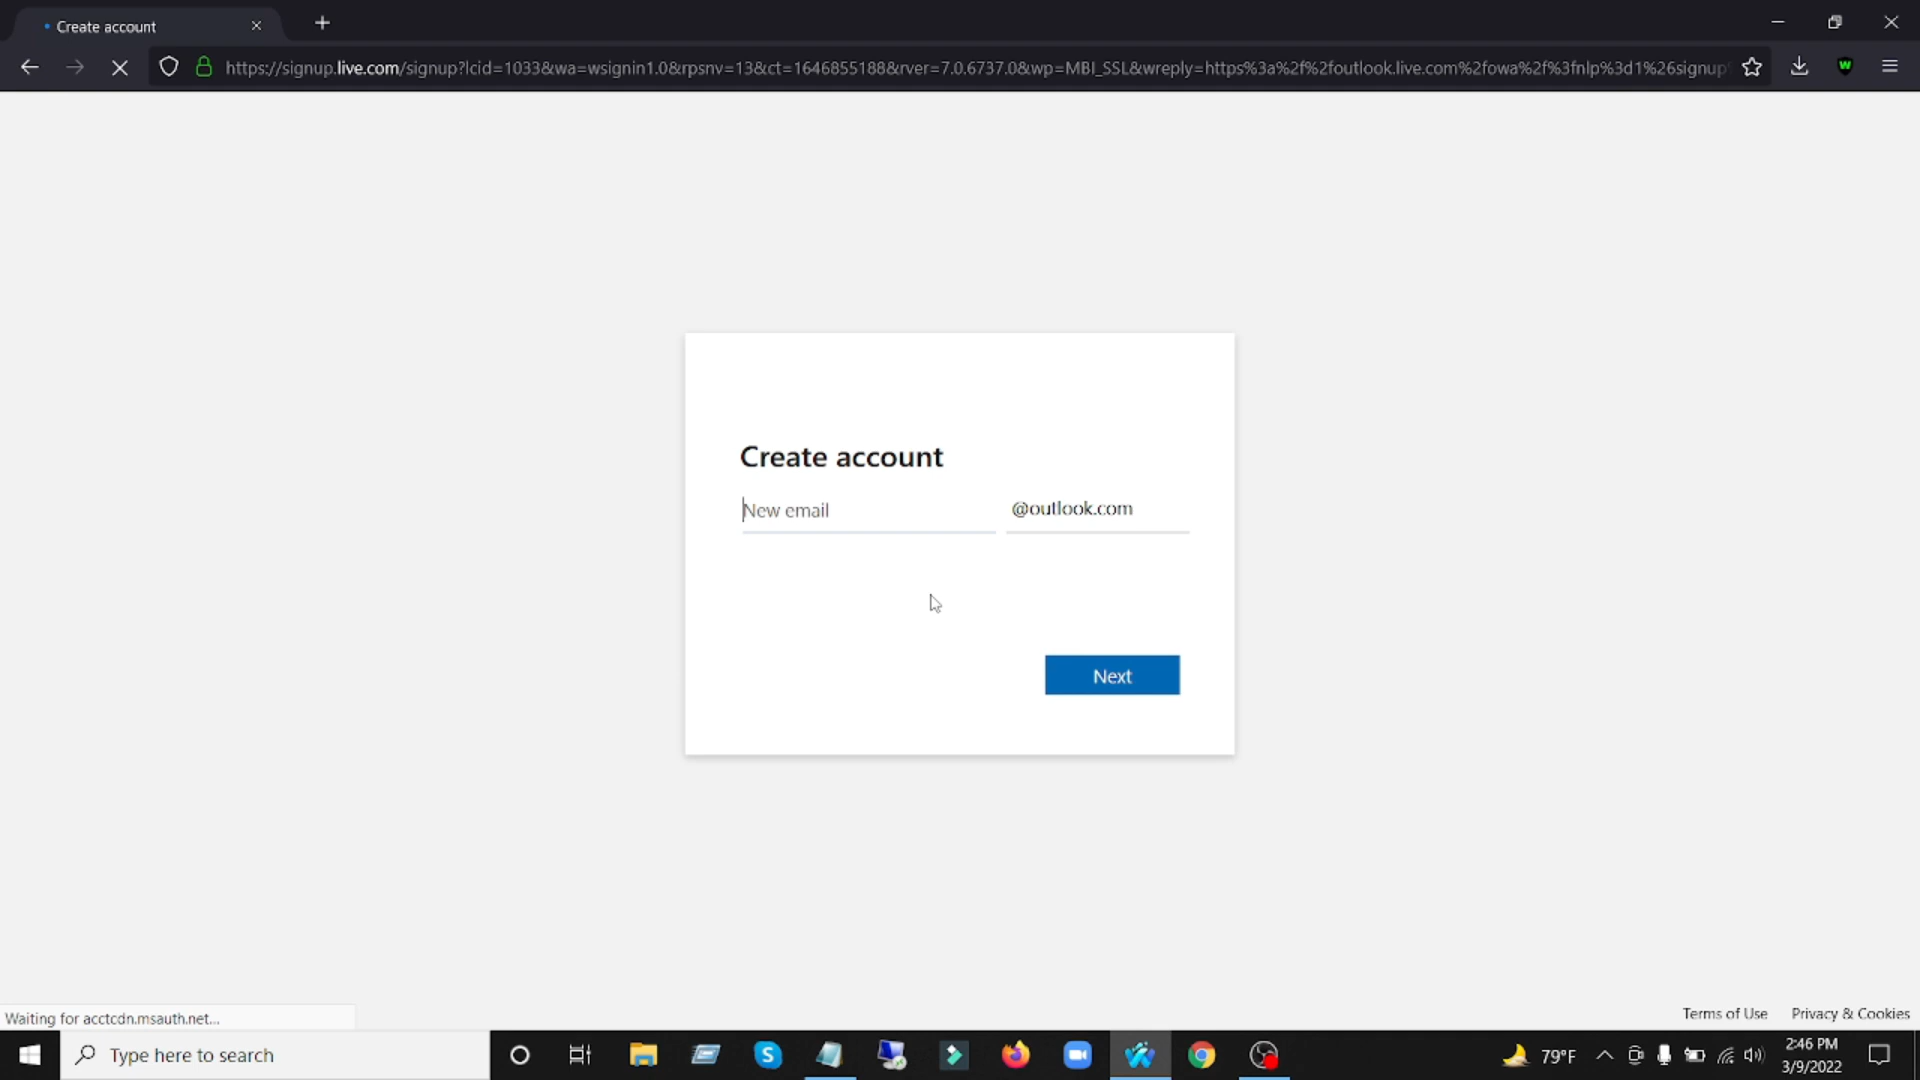 Create account
https://signup.live.com/signup?lcid=1033&wa=wsignin1.0&rpsnv=13&ct=1646855188&rver=7.0.6737.0&wp=MBI_SSL&wreply=https%3a%2f%2foutlook.live.com%2fowa%2f%3fnlp%3d1%26signup
W
Create account
New email
@outlook.com
Next
Waiting for acctcdn.msauth.net...
Terms of Use
Privacy & Cookies
Type here to search
S
79°F
2:46 PM
3/9/2022